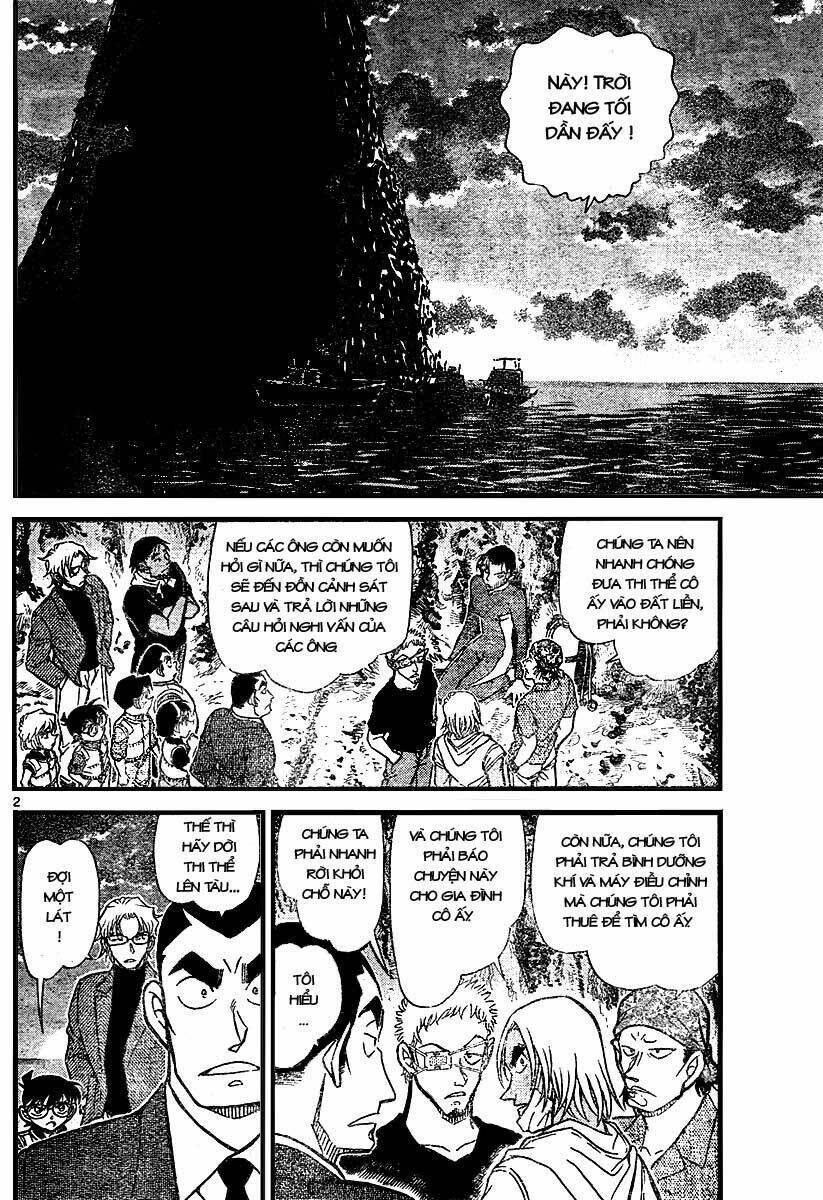 NÀY! TRỜI
ĐANG TỐI
DẦN ĐẤY !
CHÚNG TA NÊN
NHANH CHÓNG
ĐƯA THI THỂ CÔ
ẤY VÀO ĐẤT LIỀN,
PHẢI KHÔNG?
NẾU CÁC ÔNG CÒN MUỐN
HỎI GÌ NỮA, THÌ CHÚNG TÔI
SẼ ĐẾN ĐỒN CẢNH SÁT
SAU VÀ TRẢ LỜI NHỮNG
CÂU HỎI NGHI VẤN CỦA
CÁC ÔNG
2
CÒN NỮA, CHÚNG TÔI
PHẢI TRẢ BÌNH DƯỠNG
KHÍ VÀ MÁY ĐIỀU CHỈNH
MÀ CHÚNG TÔI PHẢI
THUÊ ĐỂ TÌM CÔ ẤY.
VÀ CHÚNG TÔI
PHẢI BÁO
CHUYỆN NÀY
CHO GIA ĐÌNH
CÔ ẤY.
CHÚNG TA
PHẢI NHANH
RỜI KHỎI
CHỖ NÀY!
TÔI
HIỂU
...
THẾ THÌ
HÃY DỜI
THI THỂ
LÊN TÀU...
ĐỢI
MỘT
LÁT
!